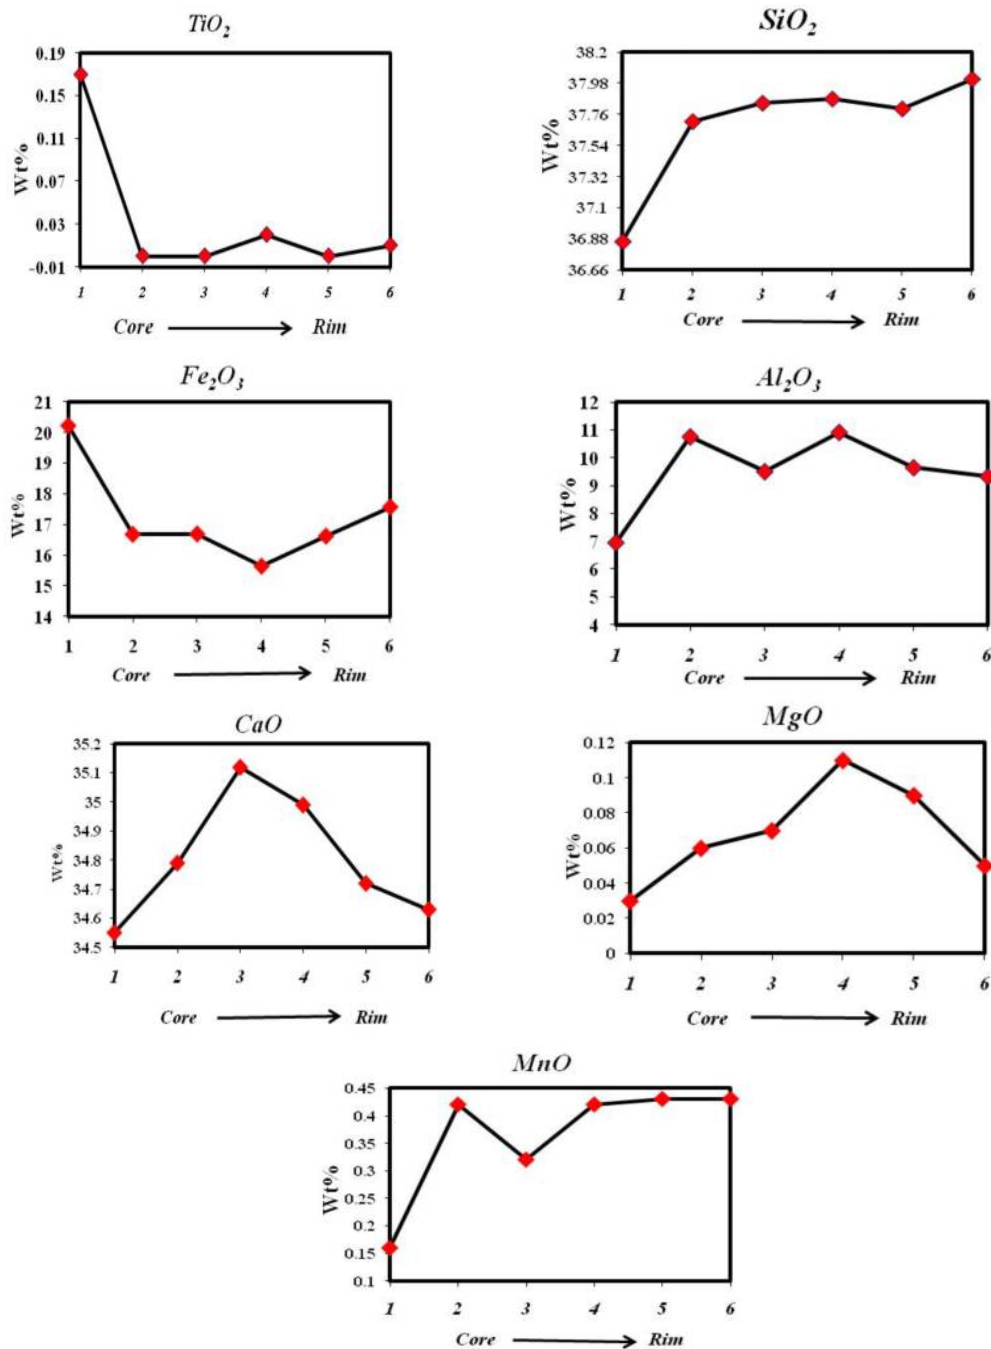 TiO2
Wt%
0.19
0.15
0.11
0.07
0.03
-0.01
1 2 3 4 5 6
Core Rim
SiO2
Wt%
38.2
37.98
37.76
37.54
37.32
37.1
36.88
36.66
1 2 3 4 5 6
Core Rim
Fe2O3
Wt%
21
20
19
18
17
16
15
14
1 2 3 4 5 6
Core Rim
Al2O3
Wt%
12
11
10
9
8
7
6
5
4
1 2 3 4 5 6
Core Rim
CaO
Wt%
35.2
35.1
35
34.9
34.8
34.7
34.6
34.5
1 2 3 4 5 6
Core Rim
MgO
Wt%
0.12
0.1
0.08
0.06
0.04
0.02
0
1 2 3 4 5 6
Core Rim
MnO
Wt%
0.45
0.4
0.35
0.3
0.25
0.2
0.15
0.1
1 2 3 4 5 6
Core Rim